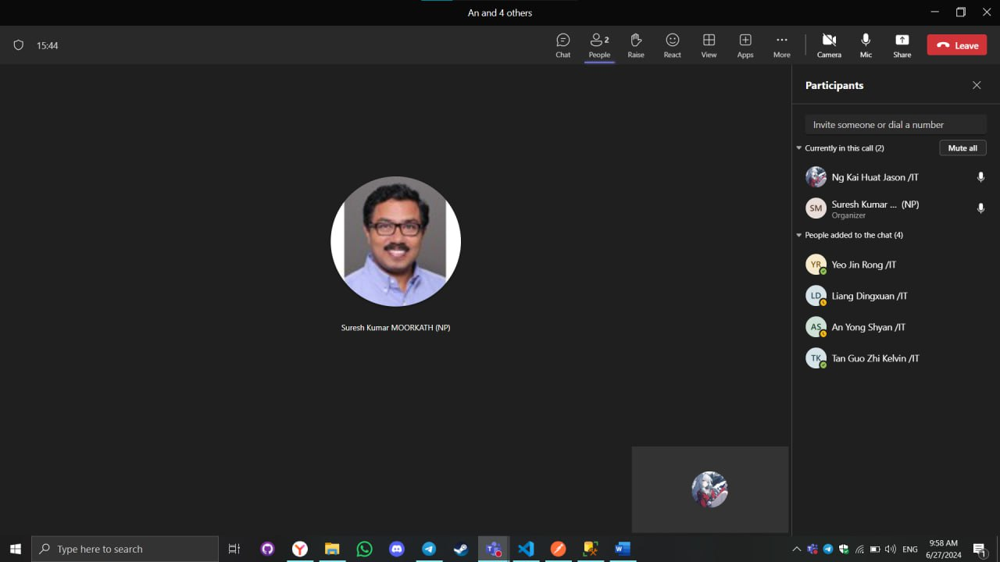 An and 4 others
15:44
Chat
2
People
Raise
React
View
Apps
More
Camera
Mic
Share
Leave
Participants
Invite someone or dial a number
Currently in this call (2)
Mute all
Ng Kai Huat Jason /IT
SM
Suresh Kumar ... (NP)
Organizer
People added to the chat (4)
YR
Yeo Jin Rong /IT
LD
Liang Dingxuan /IT
AS
An Yong Shyan /IT
TK
Tan Guo Zhi Kelvin /IT
Suresh Kumar MOORKATH (NP)
Type here to search
ENG
9:58 AM
6/27/2024
1